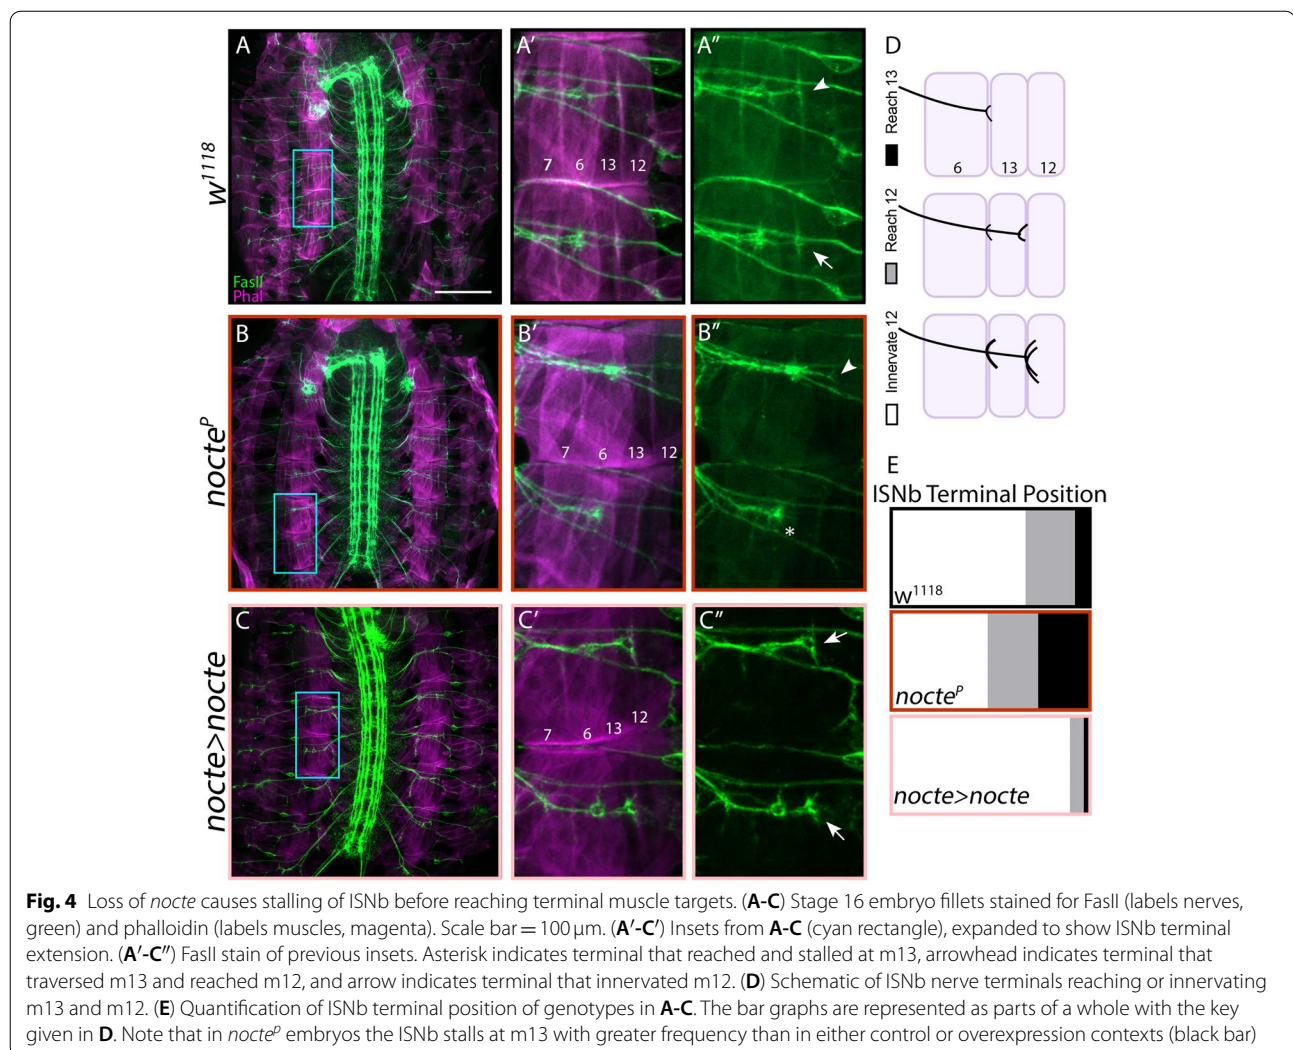 A
A′
A″
w1118
FasII
Phal
7 6 13 12
B
B′
B″
nocteP
7 6 13 12
*
C
C′
C″
nocte>nocte
7 6 13 12
D
Reach 13
6 13 12
Reach 12
Innervate 12
E
ISNb Terminal Position
w1118
nocteP
nocte>nocte
Fig. 4 Loss of nocte causes stalling of ISNb before reaching terminal muscle targets. (A-C) Stage 16 embryo fillets stained for FasII (labels nerves,
green) and phalloidin (labels muscles, magenta). Scale bar = 100 μm. (A′-C′) Insets from A-C (cyan rectangle), expanded to show ISNb terminal
extension. (A′-C″) FasII stain of previous insets. Asterisk indicates terminal that reached and stalled at m13, arrowhead indicates terminal that
traversed m13 and reached m12, and arrow indicates terminal that innervated m12. (D) Schematic of ISNb nerve terminals reaching or innervating
m13 and m12. (E) Quantification of ISNb terminal position of genotypes in A-C. The bar graphs are represented as parts of a whole with the key
given in D. Note that in nocteP embryos the ISNb stalls at m13 with greater frequency than in either control or overexpression contexts (black bar)